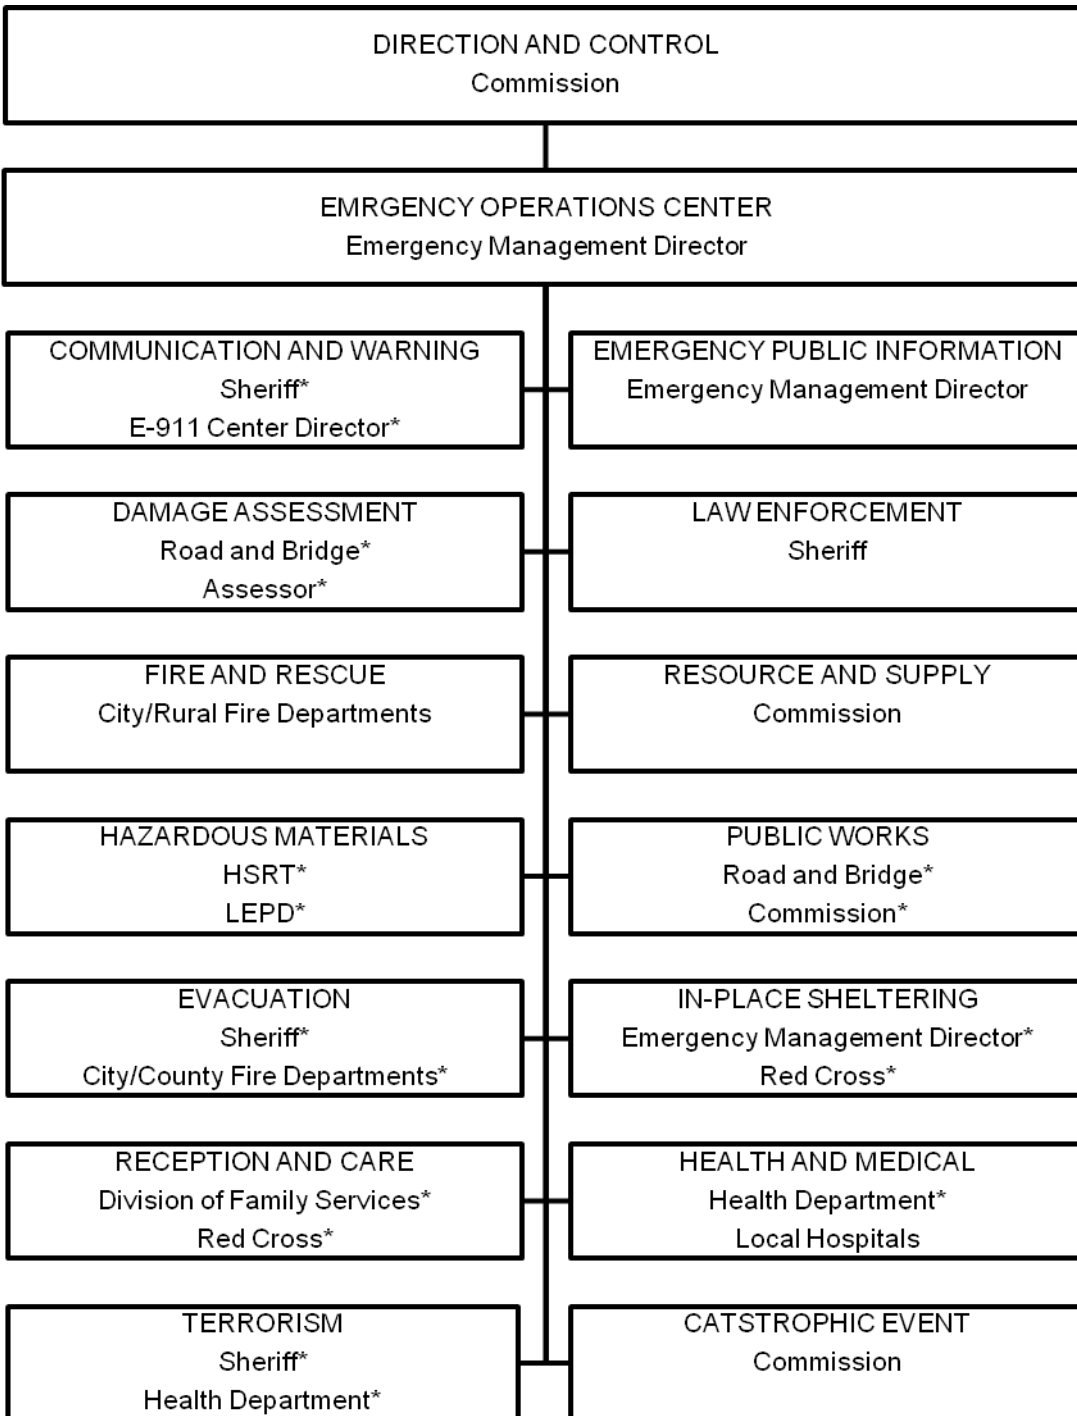 DIRECTION AND CONTROL
Commission
EMRGENCY OPERATIONS CENTER
Emergency Management Director
COMMUNICATION AND WARNING
Sheriff*
E-911 Center Director*
EMERGENCY PUBLIC INFORMATION
Emergency Management Director
DAMAGE ASSESSMENT
Road and Bridge*
Assessor*
LAW ENFORCEMENT
Sheriff
FIRE AND RESCUE
City/Rural Fire Departments
RESOURCE AND SUPPLY
Commission
HAZARDOUS MATERIALS
HSRT*
LEPD*
PUBLIC WORKS
Road and Bridge*
Commission*
EVACUATION
Sheriff*
City/County Fire Departments*
IN-PLACE SHELTERING
Emergency Management Director*
Red Cross*
RECEPTION AND CARE
Division of Family Services*
Red Cross*
HEALTH AND MEDICAL
Health Department*
Local Hospitals
TERRORISM
Sheriff*
Health Department*
CATSTROPHIC EVENT
Commission